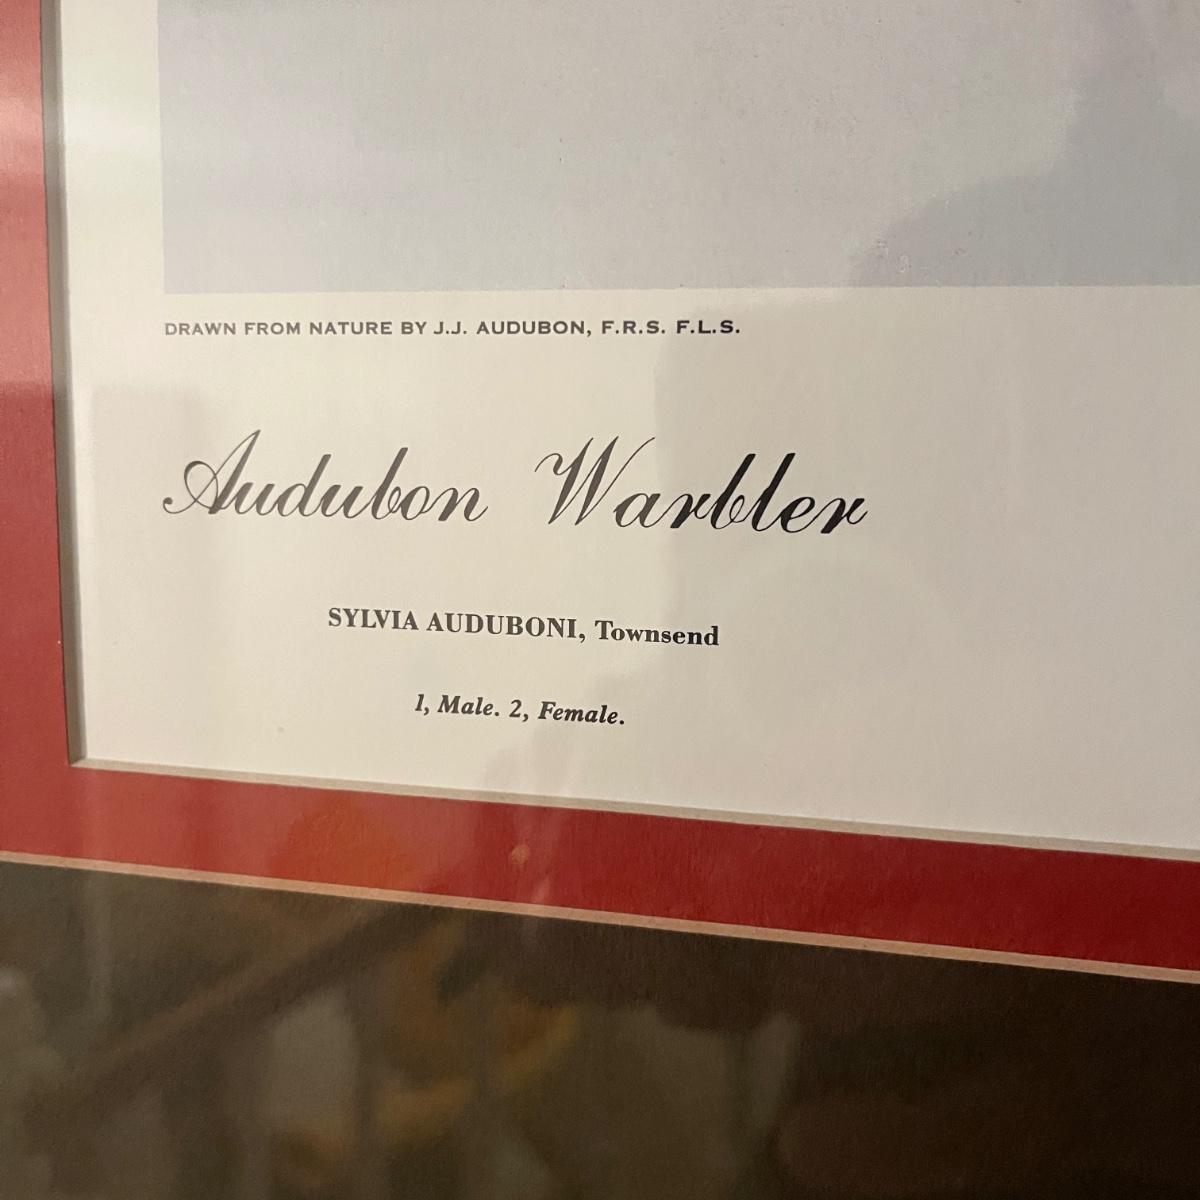 DRAWN FROM NATURE BY J.J. AUDUBON, F.R.S. F.L.S.
Audubon Warbler
SYLVIA AUDUBONI, Townsend
1, Male. 2, Female.